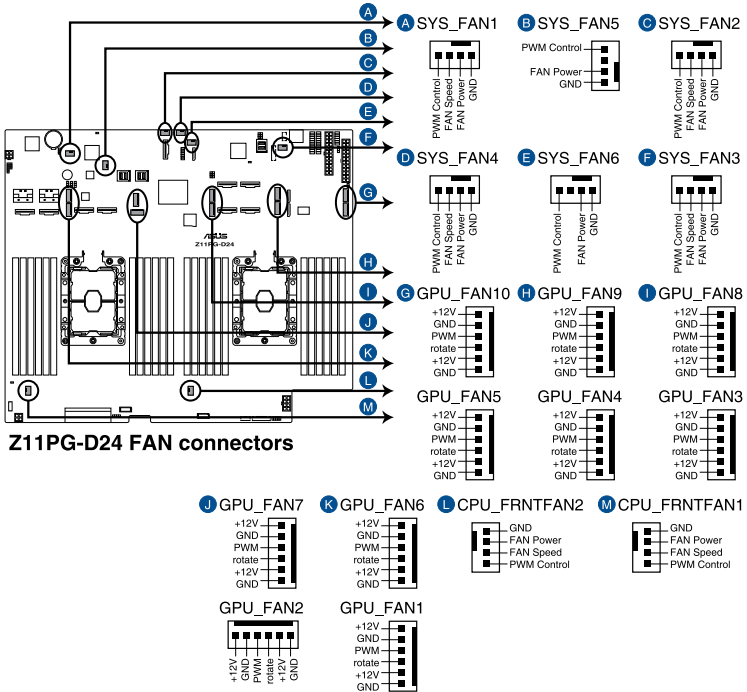 A
B
C
D
E
F
G
H
I
J
K
L
M
ASUS
Z11PG-D24
Z11PG-D24 FAN connectors
A SYS_FAN1
PWM Control
FAN Speed
FAN Power
GND
B SYS_FAN5
PWM Control
FAN Power
GND
C SYS_FAN2
PWM Control
FAN Speed
FAN Power
GND
D SYS_FAN4
PWM Control
FAN Speed
FAN Power
GND
E SYS_FAN6
PWM Control
FAN Power
GND
F SYS_FAN3
PWM Control
FAN Speed
FAN Power
GND
G GPU_FAN10
+12V
GND
PWM
rotate
+12V
GND
H GPU_FAN9
+12V
GND
PWM
rotate
+12V
GND
I GPU_FAN8
+12V
GND
PWM
rotate
+12V
GND
GPU_FAN5
+12V
GND
PWM
rotate
+12V
GND
GPU_FAN4
+12V
GND
PWM
rotate
+12V
GND
GPU_FAN3
+12V
GND
PWM
rotate
+12V
GND
J GPU_FAN7
+12V
GND
PWM
rotate
+12V
GND
K GPU_FAN6
+12V
GND
PWM
rotate
+12V
GND
L CPU_FRNTFAN2
GND
FAN Power
FAN Speed
PWM Control
M CPU_FRNTFAN1
GND
FAN Power
FAN Speed
PWM Control
GPU_FAN2
+12V
GND
PWM
rotate
+12V
GND
GPU_FAN1
+12V
GND
PWM
rotate
+12V
GND